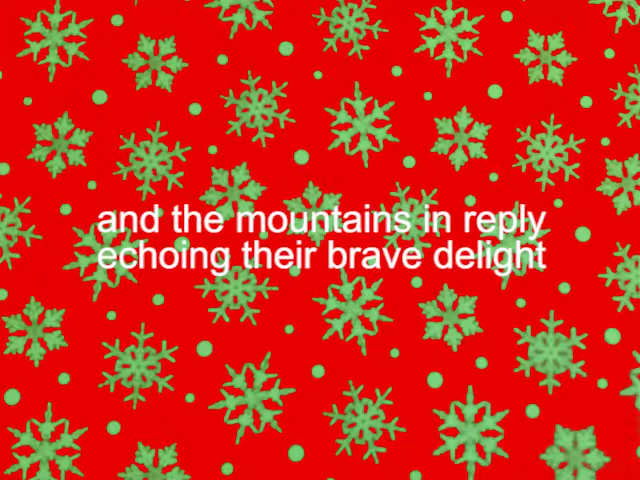 and the mountains in reply
echoing their brave delight